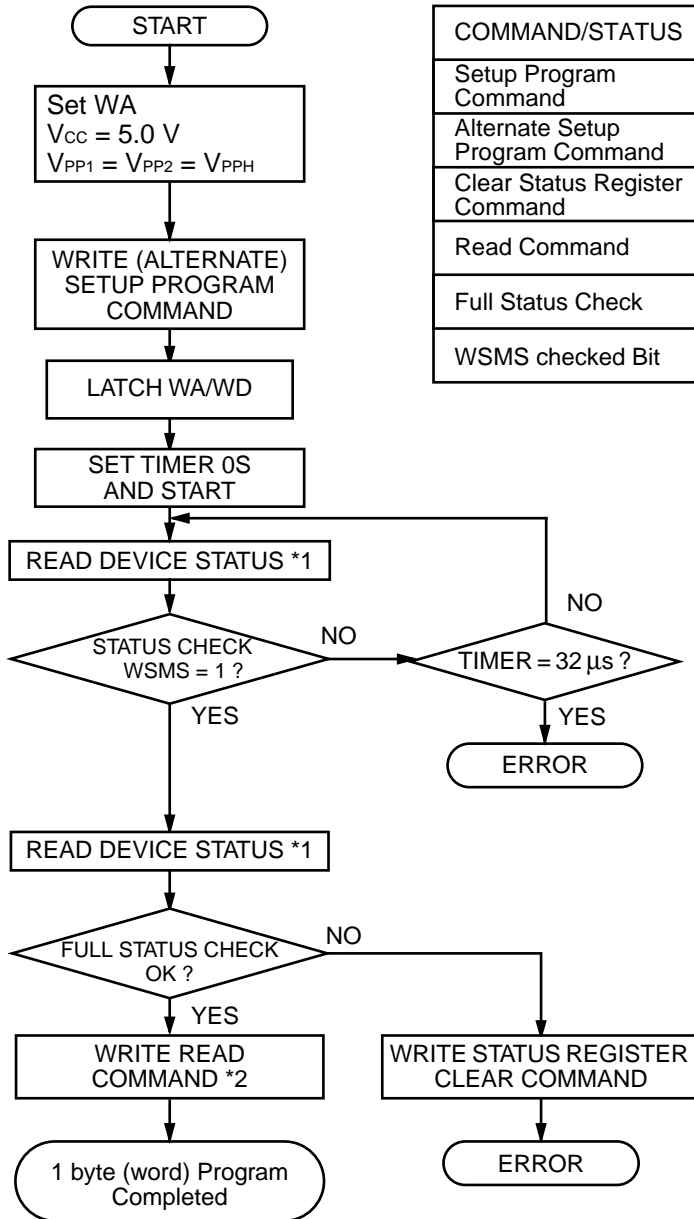 START
Set WA
VCC = 5.0 V
VPP1 = VPP2 = VPPH
WRITE (ALTERNATE)
SETUP PROGRAM
COMMAND
LATCH WA/WD
SET TIMER 0S
AND START
READ DEVICE STATUS *1
STATUS CHECK
WSMS = 1 ?
NO
YES
TIMER = 32 μs ?
NO
YES
ERROR
READ DEVICE STATUS *1
FULL STATUS CHECK
OK ?
NO
YES
WRITE READ
COMMAND *2
WRITE STATUS REGISTER
CLEAR COMMAND
1 byte (word) Program
Completed
ERROR
COMMAND/STATUS
Setup Program
Command
Alternate Setup
Program Command
Clear Status Register
Command
Read Command
Full Status Check
WSMS checked Bit